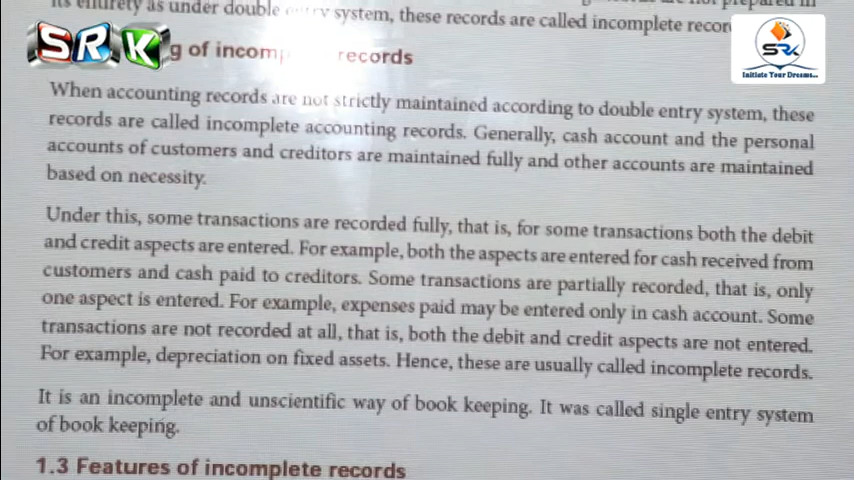 its entirety as under double entry system, these records are called incomplete recor
SRK
g of incomp records
SRK
Initiate Your Dreams...
When accounting records are not strictly maintained according to double entry system, these
records are called incomplete accounting records. Generally, cash account and the personal
accounts of customers and creditors are maintained fully and other accounts are maintained
based on necessity.
Under this, some transactions are recorded fully, that is, for some transactions both the debit
and credit aspects are entered. For example, both the aspects are entered for cash received from
customers and cash paid to creditors. Some transactions are partially recorded, that is, only
one aspect is entered. For example, expenses paid may be entered only in cash account. Some
transactions are not recorded at all, that is, both the debit and credit aspects are not entered.
For example, depreciation on fixed assets. Hence, these are usually called incomplete records.
It is an incomplete and unscientific way of book keeping. It was called single entry system
of book keeping.
1.3 Features of incomplete records